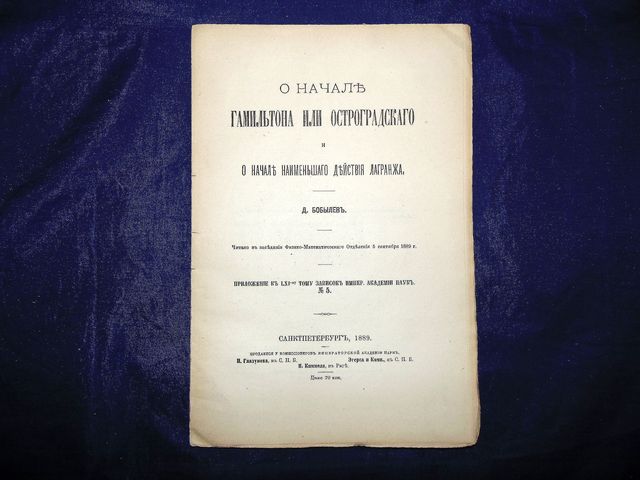 О НАЧАЛѢ
ГАМИЛЬТОНА ИЛИ ОСТРОГРАДСКАГО
и
О НАЧАЛѢ НАИМЕНЬШАГО ДѢЙСТВІЯ ЛАГРАНЖА.
Д. БОБЫЛЕВЪ.
Читано въ засѣданіи Физико-Математическаго Отдѣленія 5 сентября 1889 г.
ПРИЛОЖЕНІЕ КЪ LXI-му ТОМУ ЗАПИСОКЪ ИМПЕР. АКАДЕМІИ НАУКЪ.
№ 5.
САНКТПЕТЕРБУРГЪ, 1889.
ПРОДАЕТСЯ У КОМИССІОНЕРОВЪ ИМПЕРАТОРСКОЙ АКАДЕМІИ НАУКЪ.
И. Глазунова, въ С. П. Б. Эггерса и Комп., въ С. П. Б.
Н. Киммеля, въ Ригѣ.
Цѣна 20 коп.